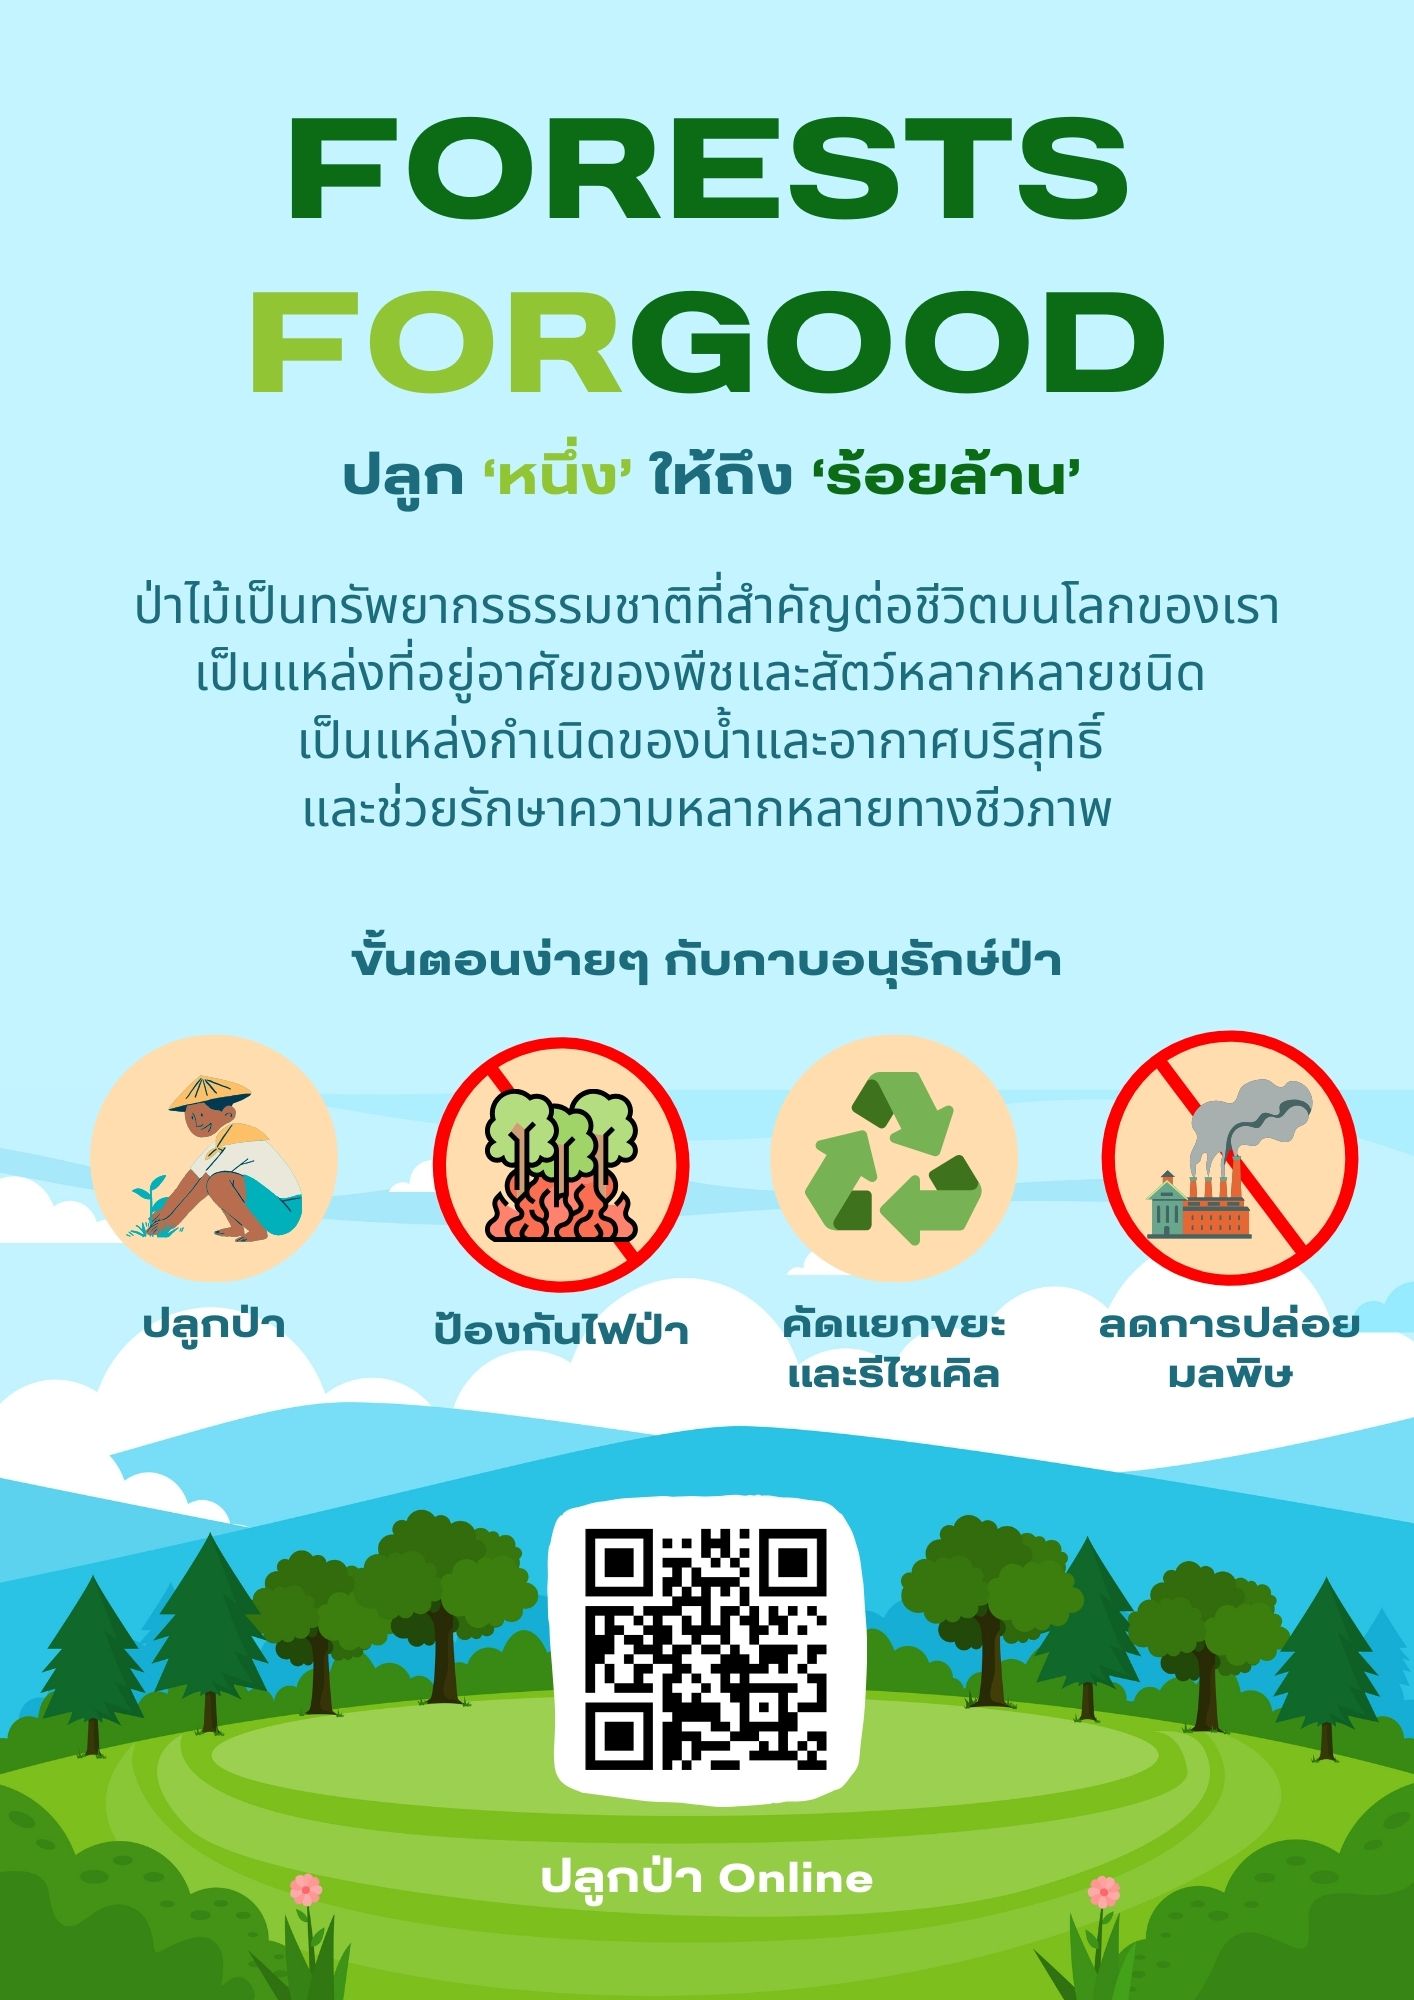 FORESTS
FORGOOD
ปลูก ‘หนึ่ง’ ให้ถึง ‘ร้อยล้าน’
ป่าไม้เป็นทรัพยากรธรรมชาติที่สำคัญต่อชีวิตบนโลกของเรา
เป็นแหล่งที่อยู่อาศัยของพืชและสัตว์หลากหลายชนิด
เป็นแหล่งกำเนิดของน้ำและอากาศบริสุทธิ์
และช่วยรักษาความหลากหลายทางชีวภาพ
ขั้นตอนง่ายๆ กับกาบอนุรักษ์ป่า
ปลูกป่า
ป้องกันไฟป่า
คัดแยกขยะ
และรีไซเคิล
ลดการปล่อย
มลพิษ
ปลูกป่า Online